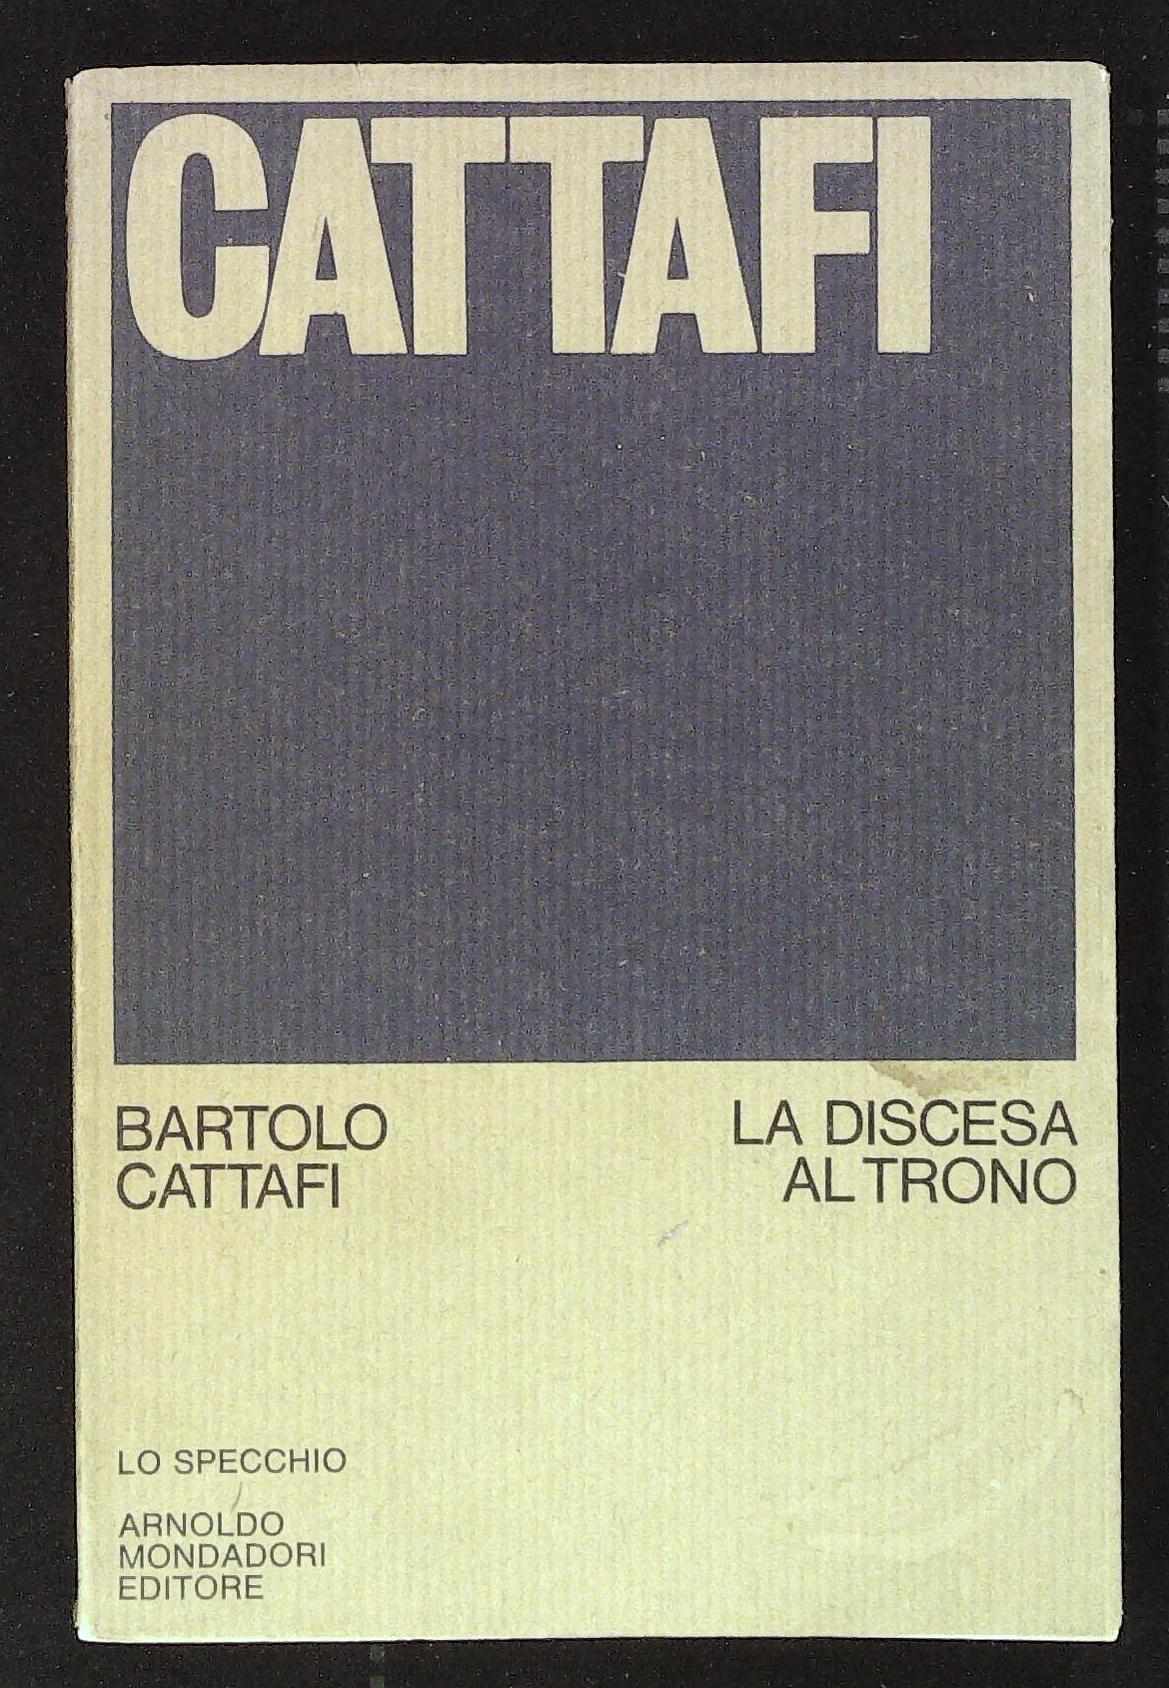 CATTAFI
BARTOLO
CATTAFI
LA DISCESA
AL TRONO
LO SPECCHIO
ARNOLDO
MONDADORI
EDITORE